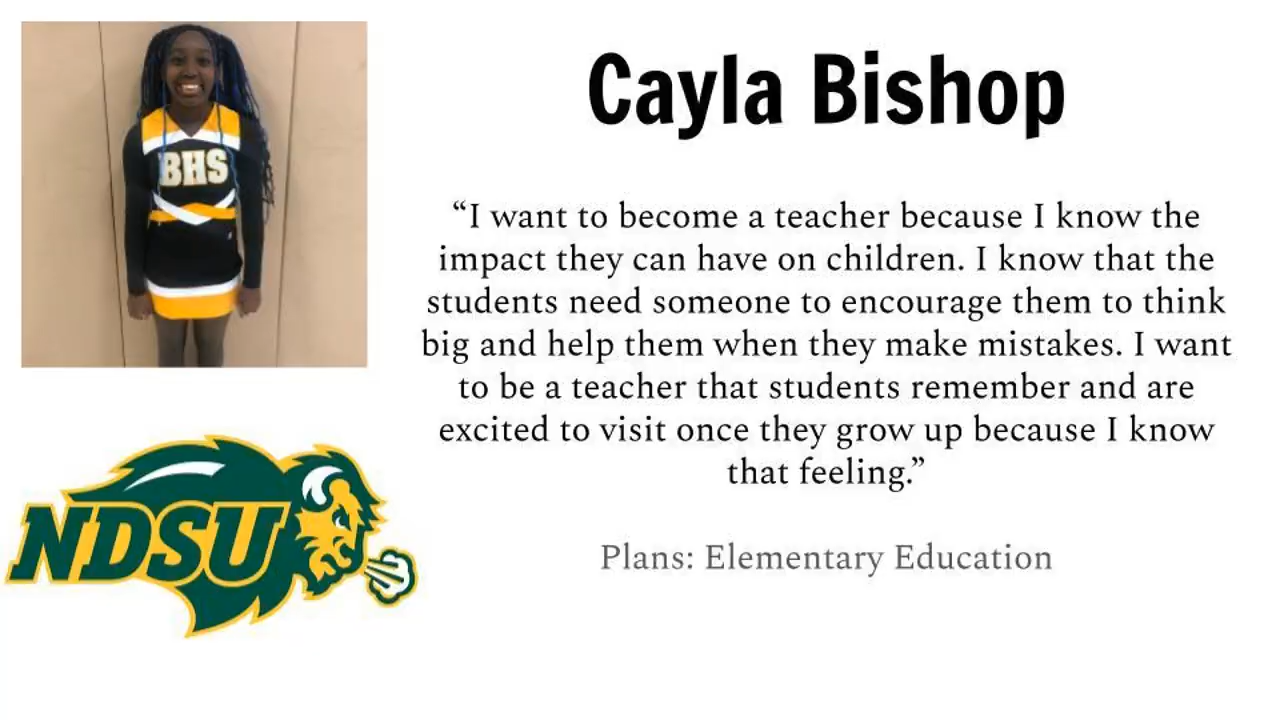 Cayla Bishop
BHS
“I want to become a teacher because I know the
impact they can have on children. I know that the
students need someone to encourage them to think
big and help them when they make mistakes. I want
to be a teacher that students remember and are
excited to visit once they grow up because I know
that feeling.”
NDSU
Plans: Elementary Education